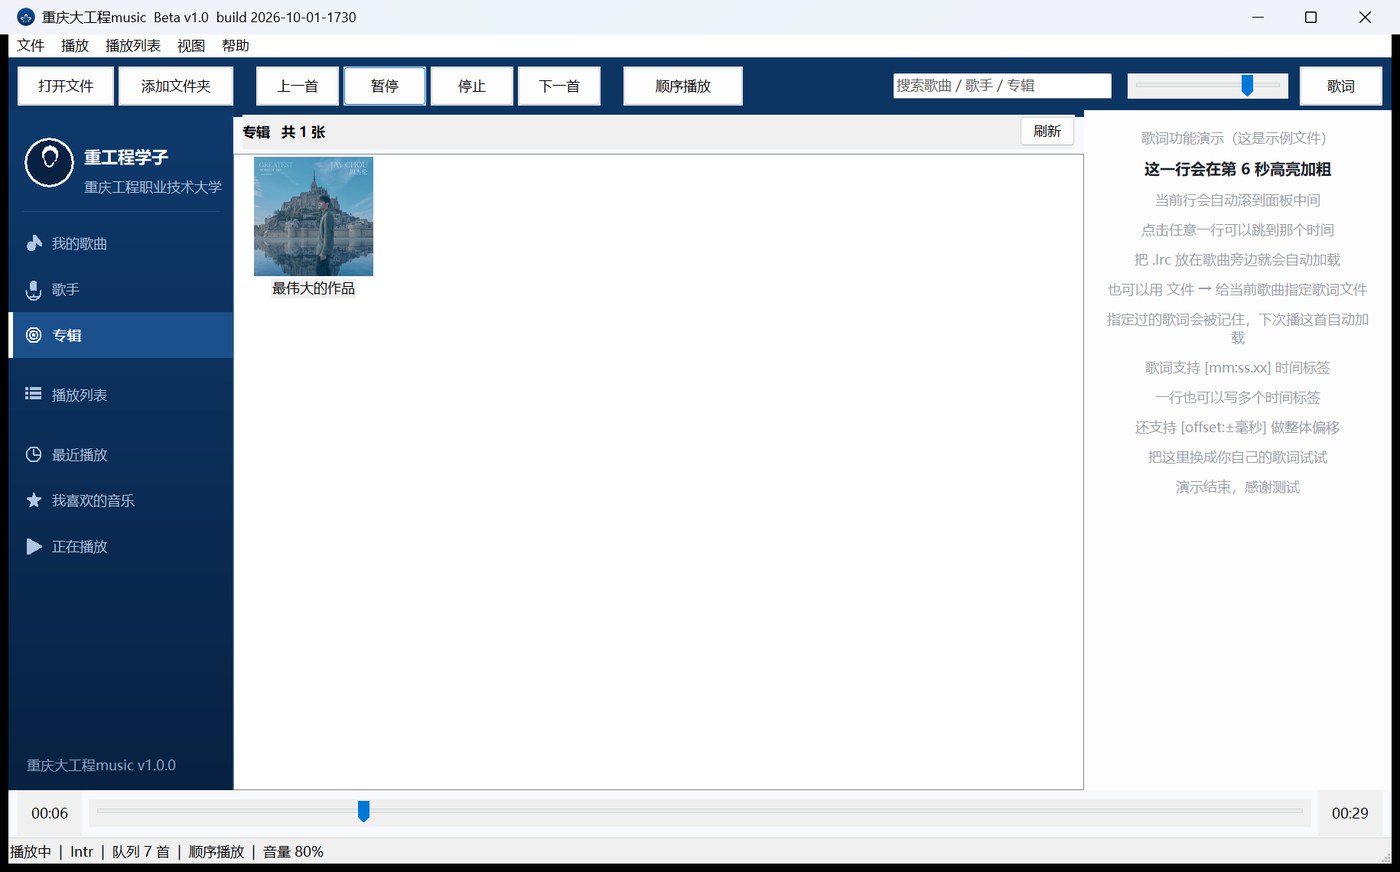 重庆大工程music Beta v1.0 build 2026-10-01-1730
文件 播放 播放列表 视图 帮助
打开文件 添加文件夹 上一首 暂停 停止 下一首 顺序播放 搜索歌曲 / 歌手 / 专辑 歌词
重工程学子
重庆工程职业技术大学
我的歌曲
歌手
专辑
播放列表
最近播放
我喜欢的音乐
正在播放
重庆大工程music v1.0.0
专辑 共 1 张 刷新
GREATEST
JAY CHOU
最伟大的作品
歌词功能演示（这是示例文件）
这一行会在第 6 秒高亮加粗
当前行会自动滚到面板中间
点击任意一行可以跳到那个时间
把 .lrc 放在歌曲旁边就会自动加载
也可以用 文件 → 给当前歌曲指定歌词文件
指定过的歌词会被记住，下次播这首自动加
载
歌词支持 [mm:ss.xx] 时间标签
一行也可以写多个时间标签
还支持 [offset:±毫秒] 做整体偏移
把这里换成你自己的歌词试试
演示结束，感谢测试
00:06 00:29
播放中 | Intr | 队列 7 首 | 顺序播放 | 音量 80%